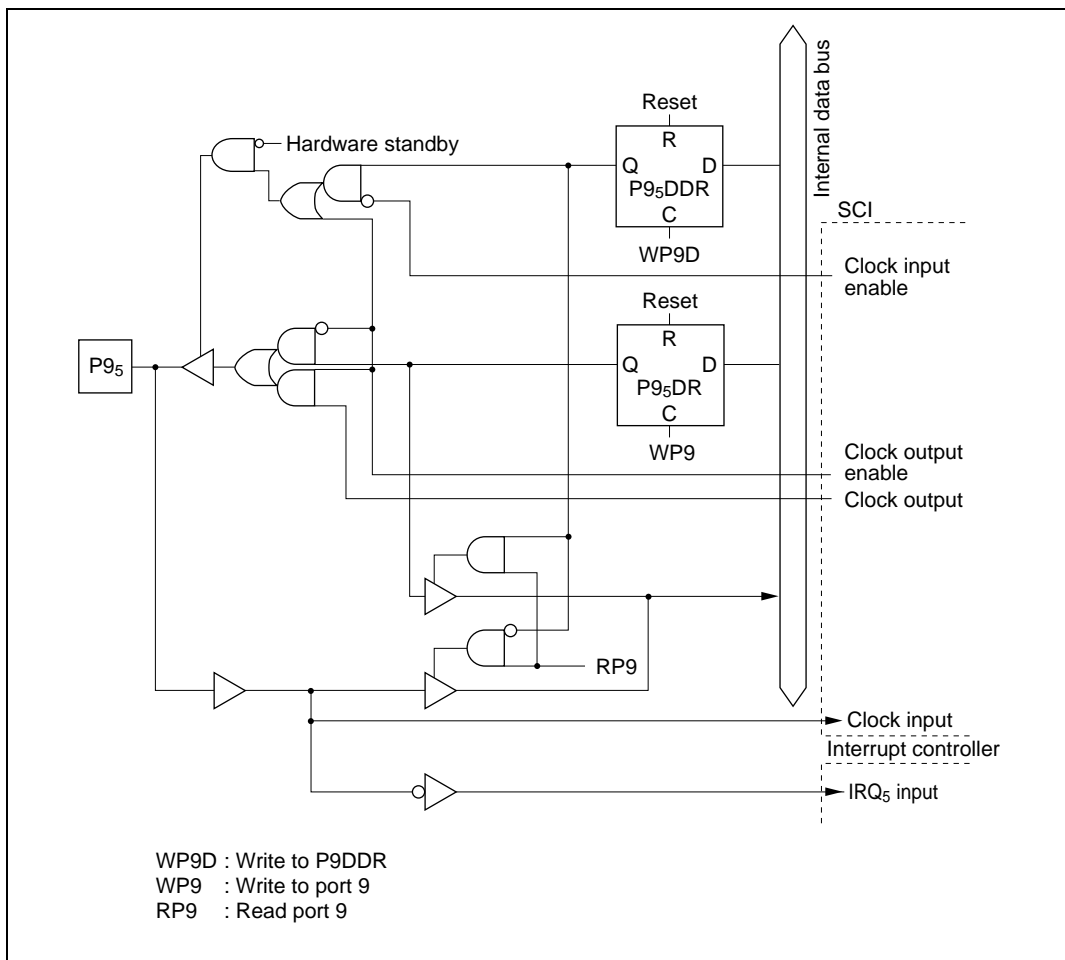 Hardware standby
Reset
R
Q D
P9₅DDR
C
WP9D
Internal data bus
SCI
Clock input
enable
Reset
R
Q D
P9₅DR
C
WP9
P9₅
Clock output
enable
Clock output
RP9
Clock input
Interrupt controller
IRQ₅ input
WP9D : Write to P9DDR
WP9 : Write to port 9
RP9 : Read port 9